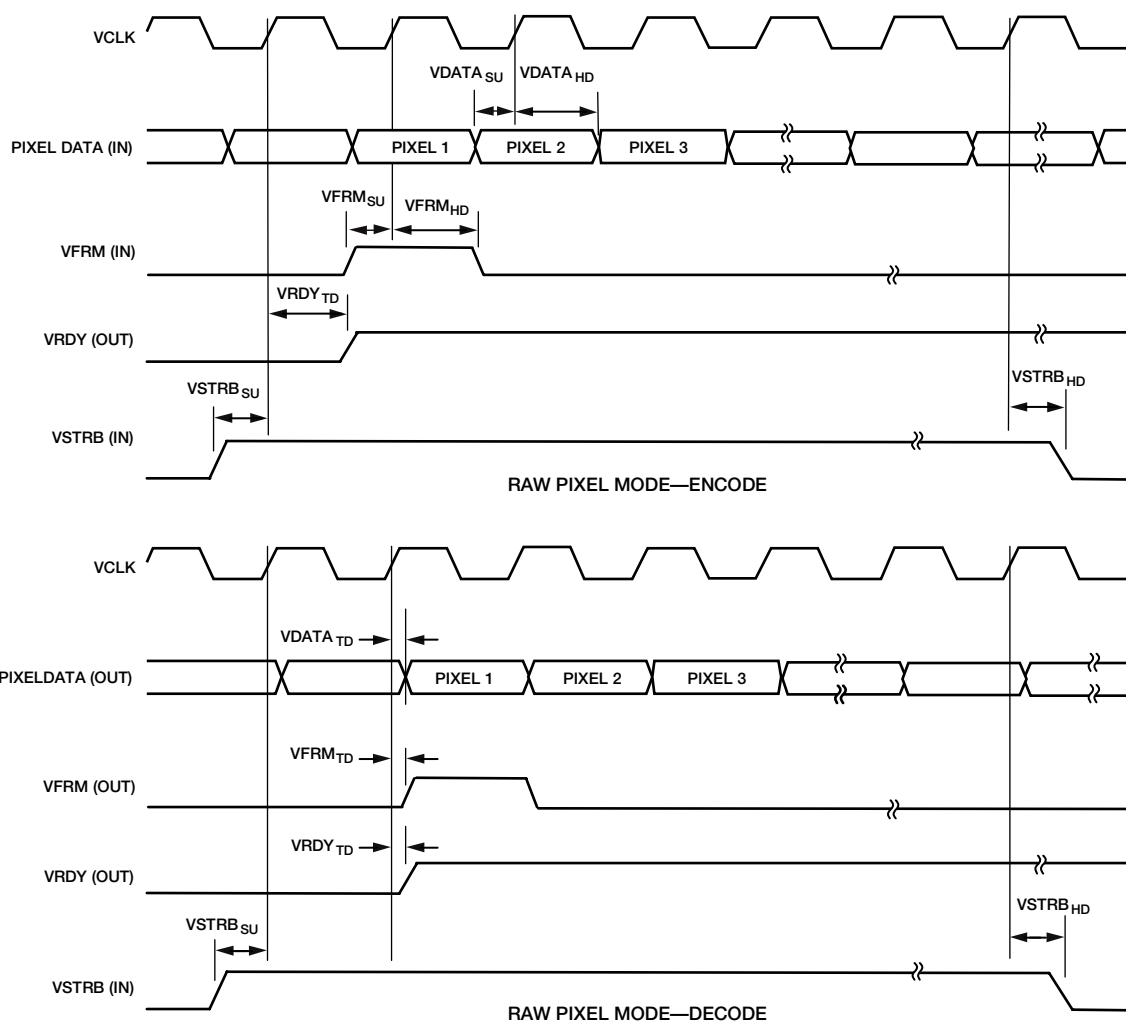 VCLK
VDATA SU VDATA HD
PIXEL DATA (IN) PIXEL 1 PIXEL 2 PIXEL 3
VFRM SU VFRM HD
VFRM (IN)
VRDY TD
VRDY (OUT)
VSTRB SU VSTRB HD
VSTRB (IN)
RAW PIXEL MODE—ENCODE
VCLK
VDATA TD
PIXELDATA (OUT) PIXEL 1 PIXEL 2 PIXEL 3
VFRM TD
VFRM (OUT)
VRDY TD
VRDY (OUT)
VSTRB SU VSTRB HD
VSTRB (IN)
RAW PIXEL MODE—DECODE